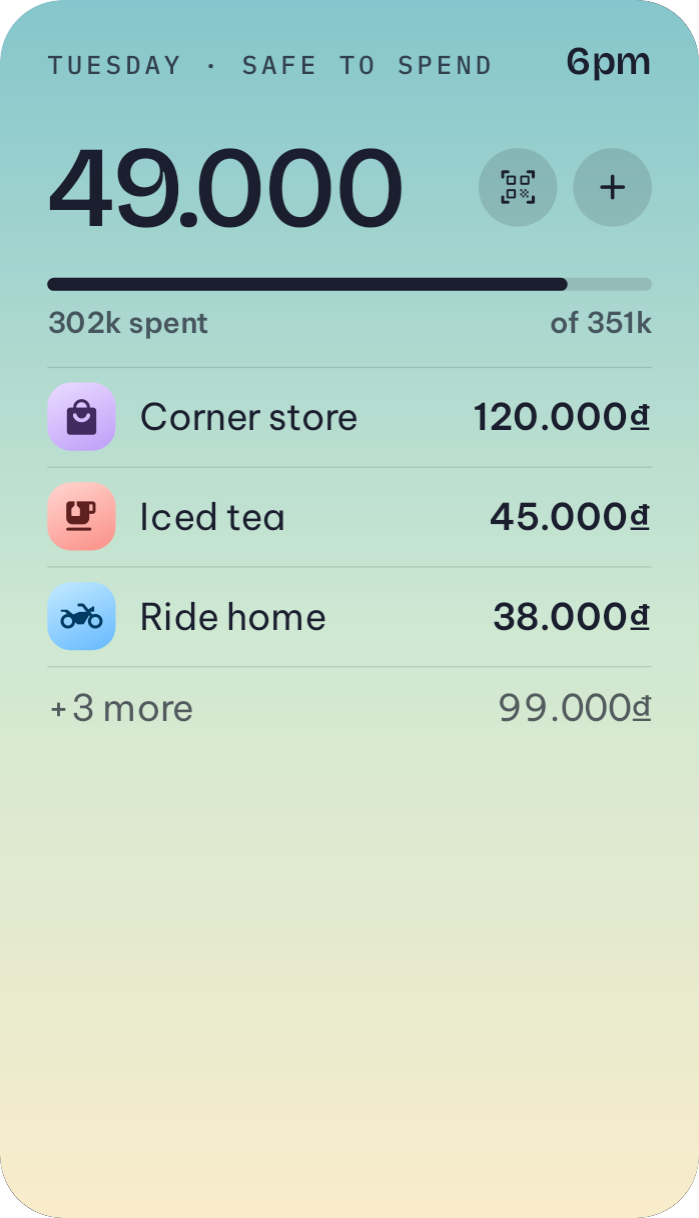 TUESDAY · SAFE TO SPEND 6pm
49.000 +
302k spent of 351k
Corner store 120.000₫
Iced tea 45.000₫
Ride home 38.000₫
+3 more 99.000₫